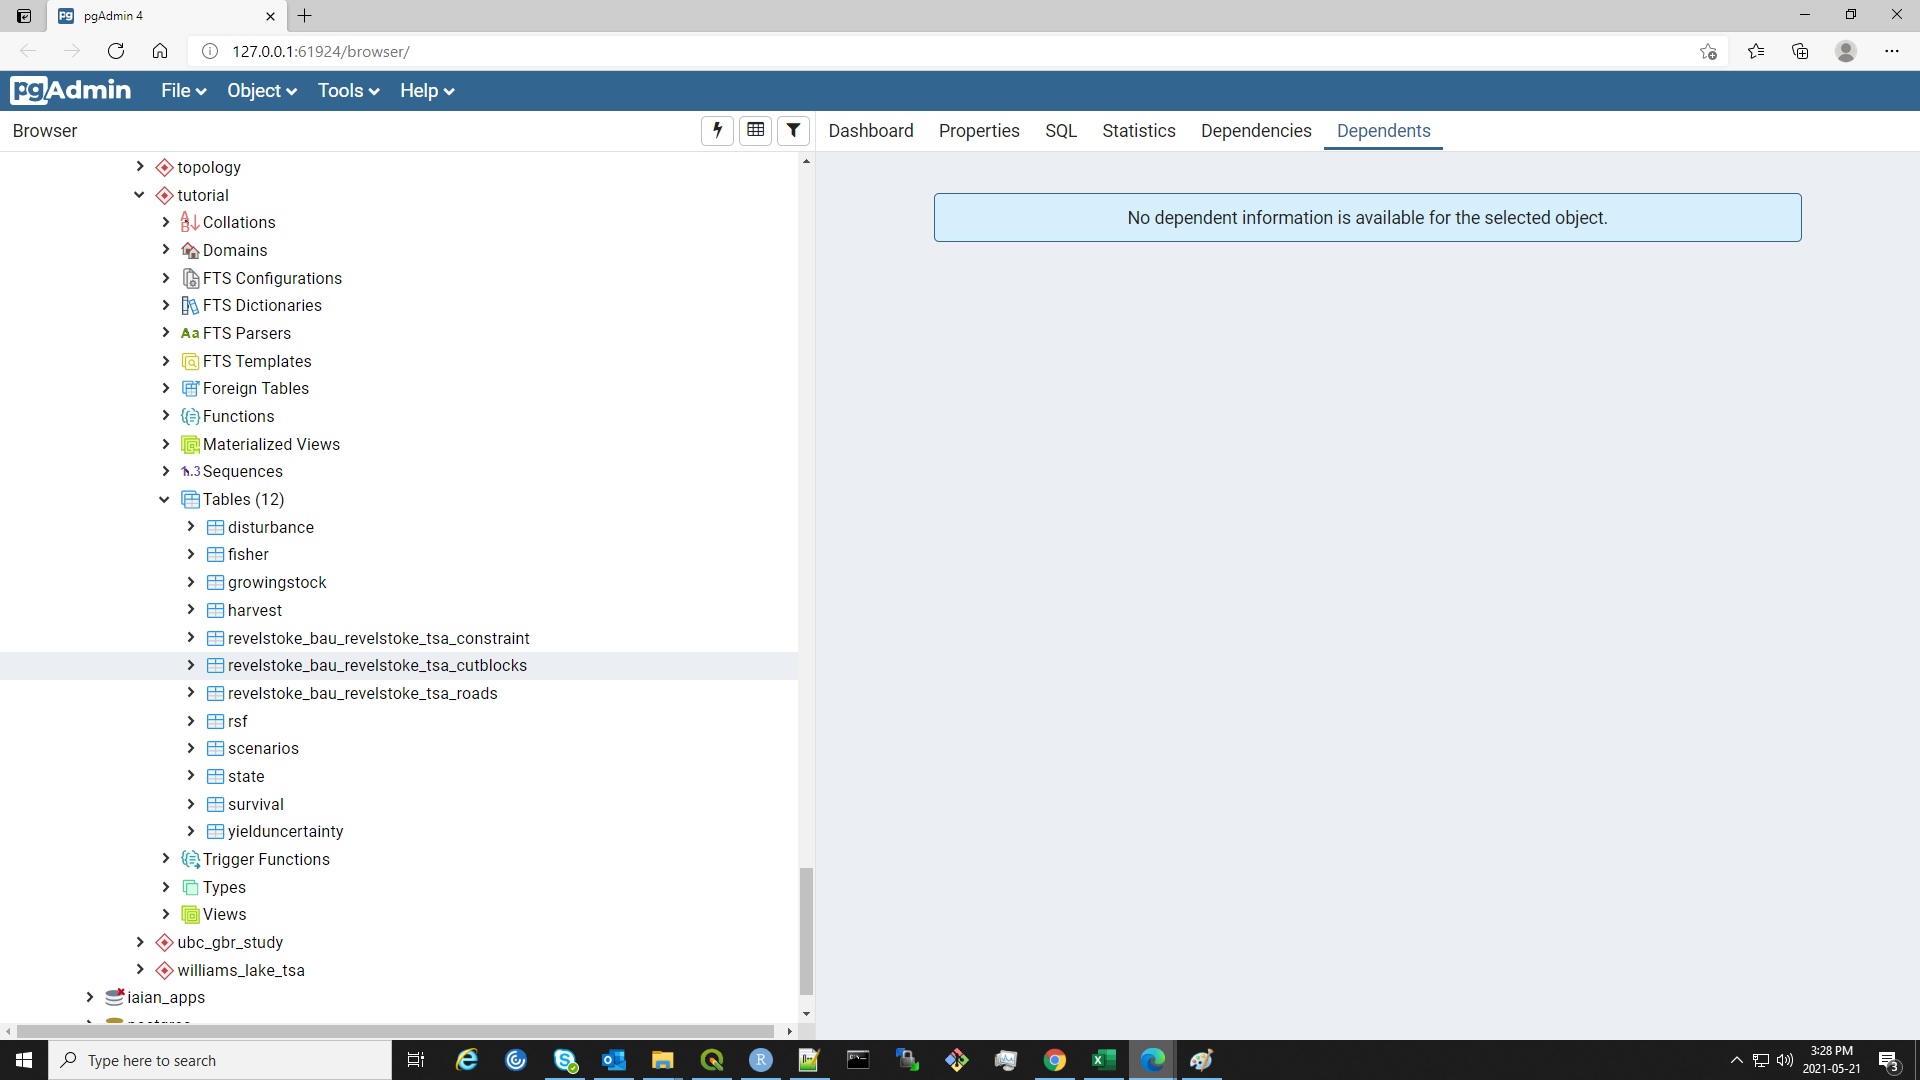 pgAdmin 4
127.0.0.1:61924/browser/
pgAdmin File Object Tools Help
Browser
Dashboard Properties SQL Statistics Dependencies Dependents
topology
tutorial
Collations
Domains
FTS Configurations
FTS Dictionaries
Aa FTS Parsers
FTS Templates
Foreign Tables
Functions
Materialized Views
1..3 Sequences
Tables (12)
disturbance
fisher
growingstock
harvest
revelstoke_bau_revelstoke_tsa_constraint
revelstoke_bau_revelstoke_tsa_cutblocks
revelstoke_bau_revelstoke_tsa_roads
rsf
scenarios
state
survival
yielduncertainty
Trigger Functions
Types
Views
ubc_gbr_study
williams_lake_tsa
iaian_apps
No dependent information is available for the selected object.
Type here to search
3:28 PM
2021-05-21
3